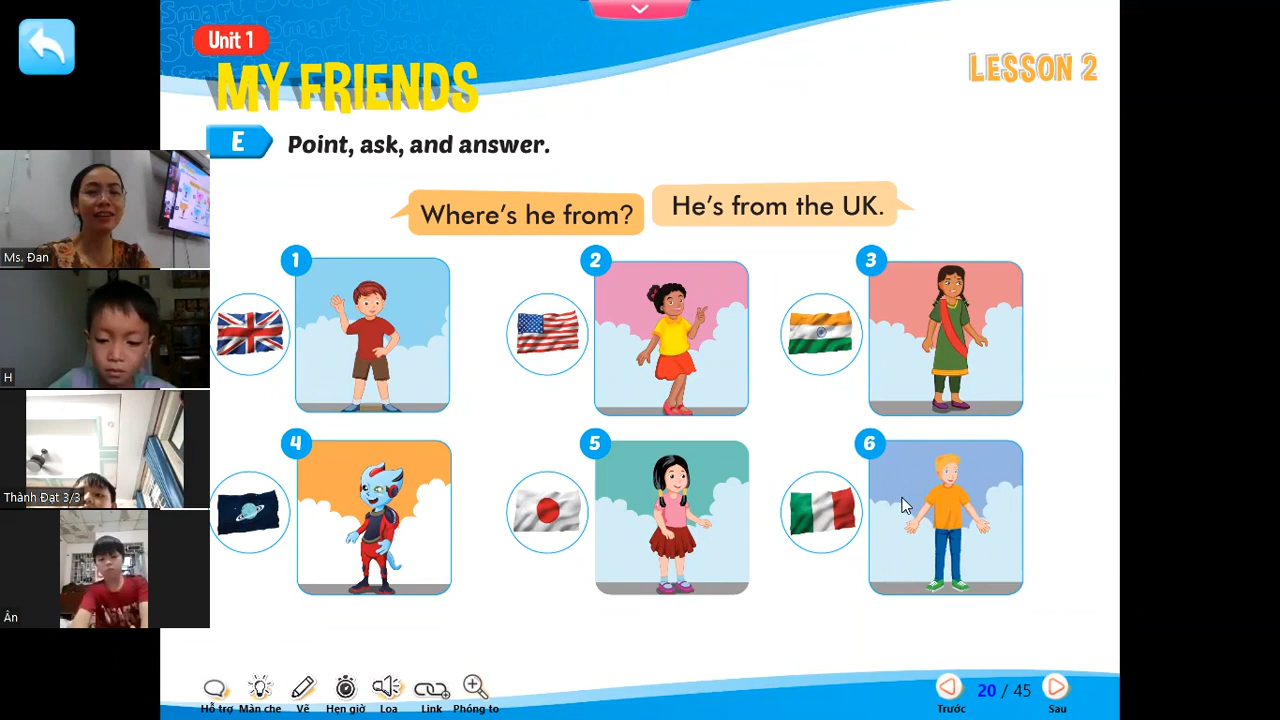 Unit 1
MY FRIENDS
LESSON 2
E Point, ask, and answer.
Where's he from?
He's from the UK.
1
2
3
4
5
6
Ms. Đan
H
Thành Đạt 3/3
Ân
Hỗ trợ
Màn che
Vẽ
Hẹn giờ
Loa
Link
Phóng to
Trước
20 / 45
Sau